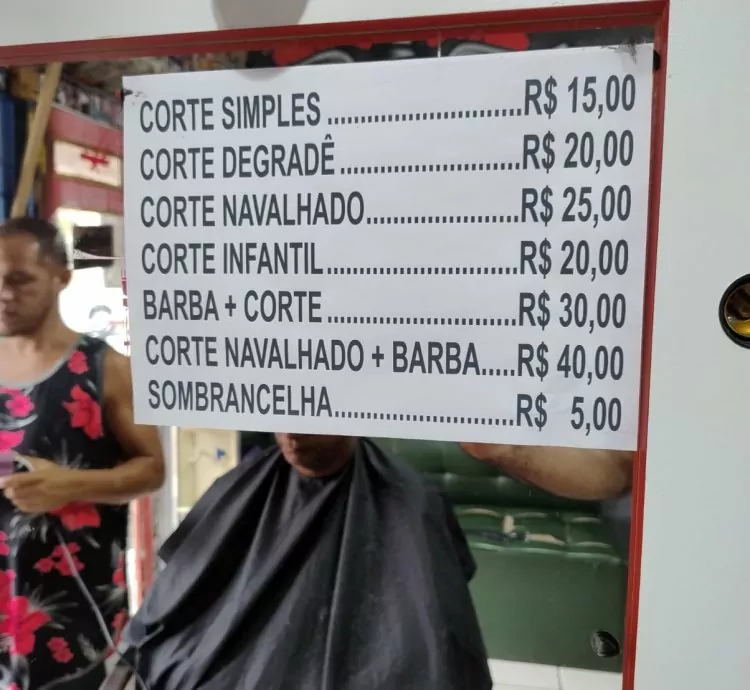 CORTE SIMPLES............................R$ 15,00
CORTE DEGRADÊ..........................R$ 20,00
CORTE NAVALHADO......................R$ 25,00
CORTE INFANTIL...........................R$ 20,00
BARBA + CORTE...........................R$ 30,00
CORTE NAVALHADO + BARBA.....R$ 40,00
SOMBRANCELHA..........................R$ 5,00